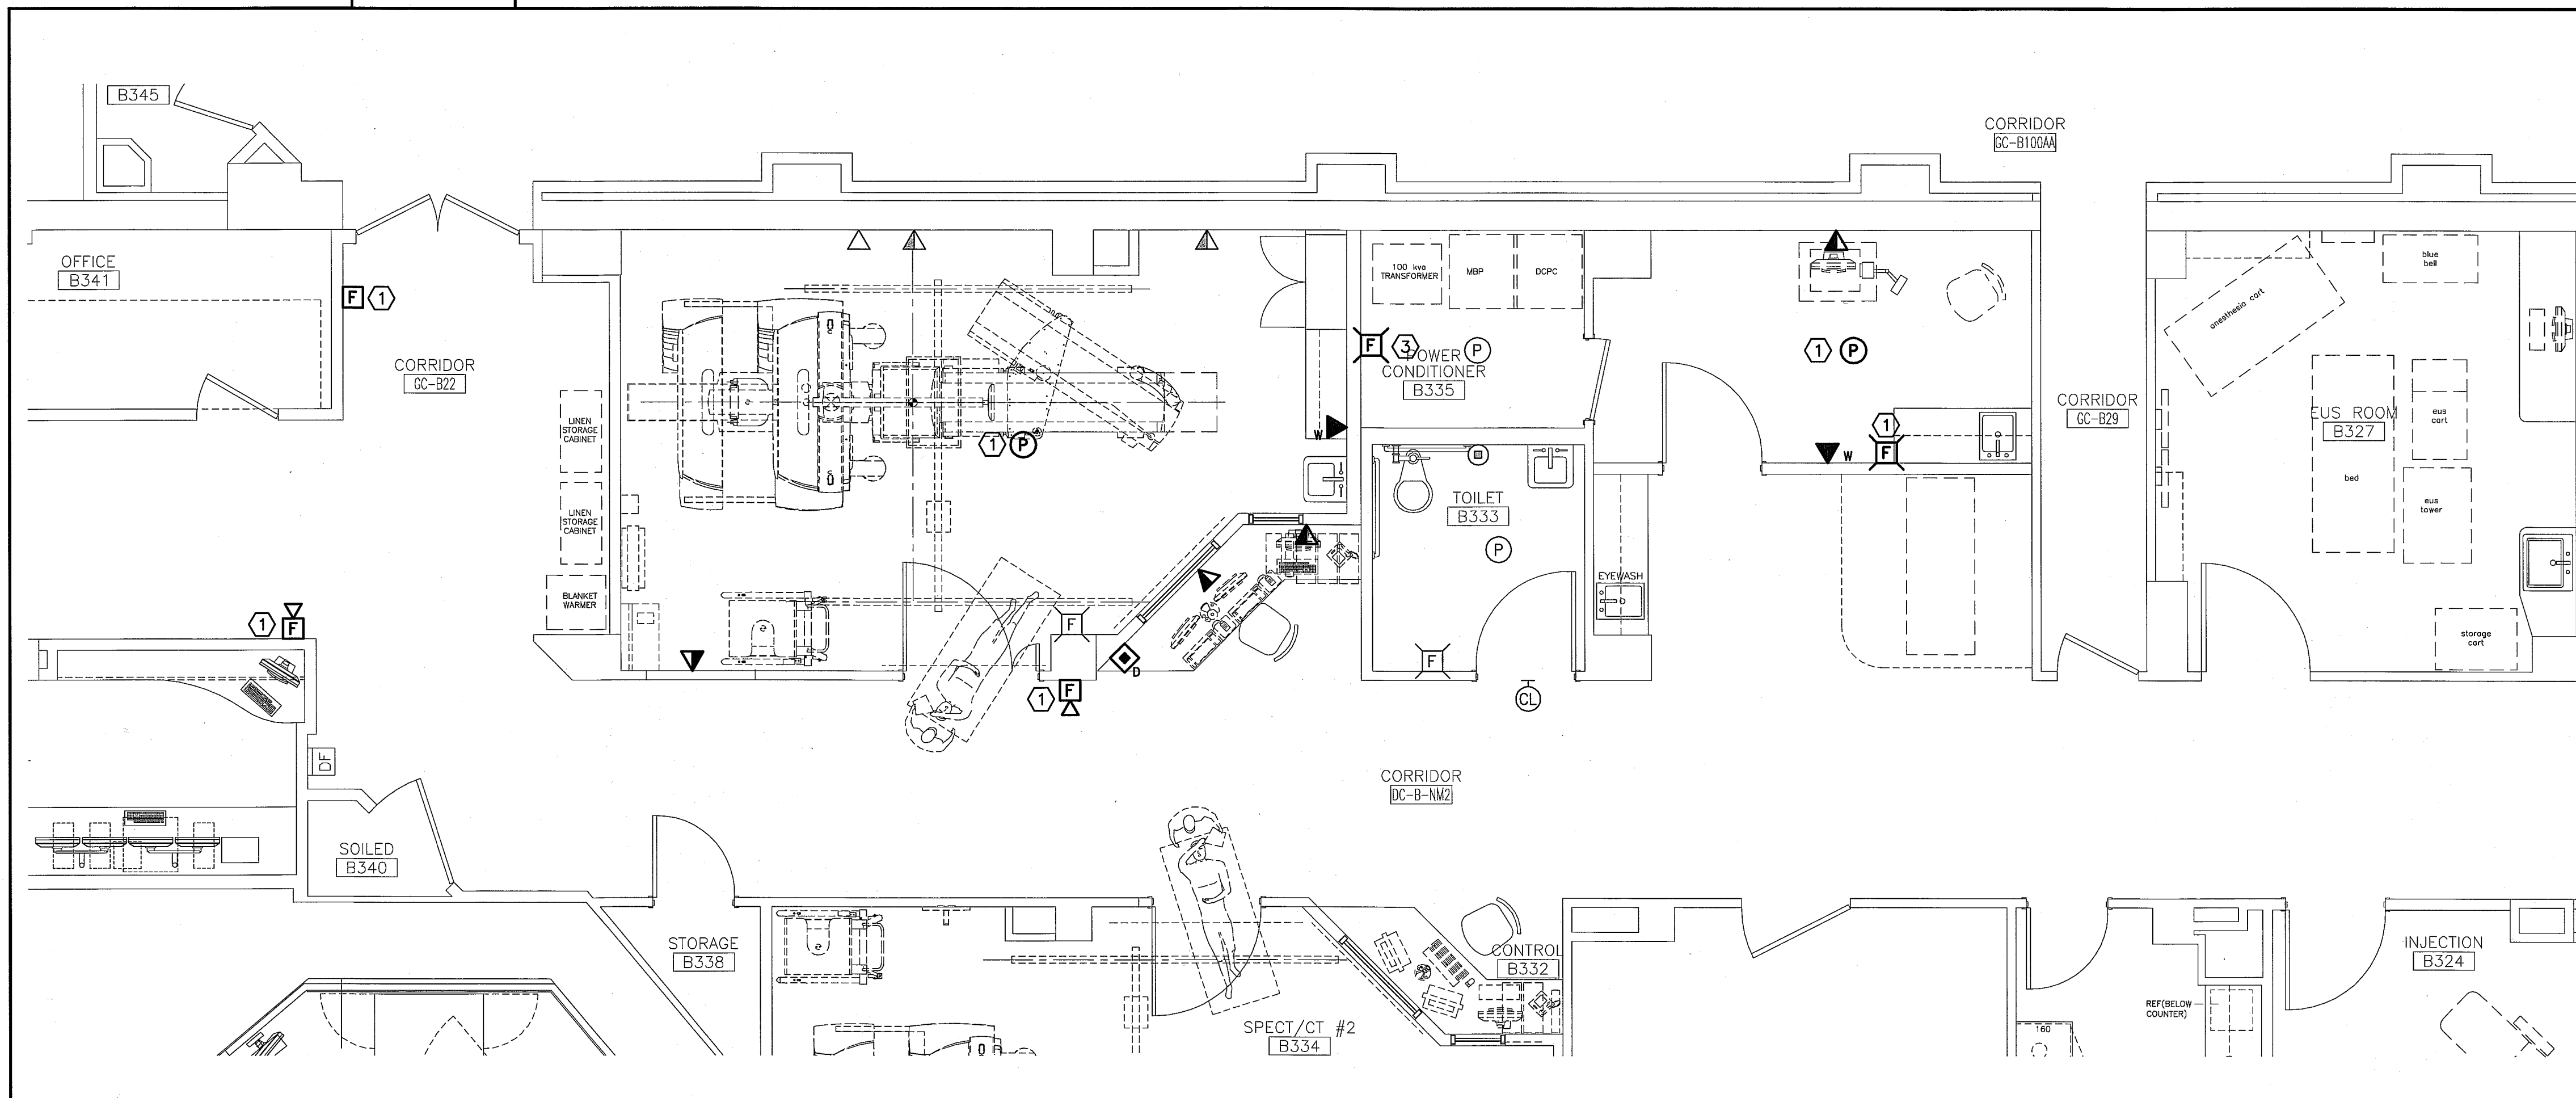 B345
CORRIDOR
GC-B100AA
OFFICE
B341
F
1
CORRIDOR
GC-B22
LINEN
STORAGE
CABINET
LINEN
STORAGE
CABINET
BLANKET
WARMER
1
P
W
100 kva
TRANSFORMER
MBP
DCPC
F
3
POWER
CONDITIONER
B335
P
1
P
1
F
W
TOILET
B333
P
F
EYEWASH
CORRIDOR
GC-B29
anesthesia cart
blue
bell
EUS ROOM
B327
bed
eus
cart
eus
tower
storage
cart
1
F
F
D
1
F
CL
DF
CORRIDOR
DC-B-NM2
SOILED
B340
STORAGE
B338
SPECT/CT #2
B334
CONTROL
B332
INJECTION
B324
REF(BELOW
COUNTER)
160